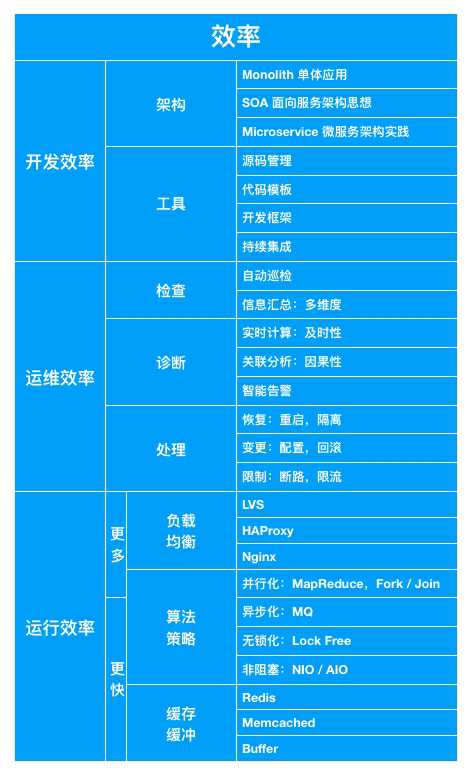 效率
开发效率
架构
Monolith 单体应用
SOA 面向服务架构思想
Microservice 微服务架构实践
工具
源码管理
代码模板
开发框架
持续集成
运维效率
检查
自动巡检
信息汇总：多维度
诊断
实时计算：及时性
关联分析：因果性
智能告警
处理
恢复：重启，隔离
变更：配置，回滚
限制：断路，限流
运行效率
更
多
负载
均衡
LVS
HAProxy
Nginx
更
快
算法
策略
并行化：MapReduce，Fork / Join
异步化：MQ
无锁化：Lock Free
非阻塞：NIO / AIO
缓存
缓冲
Redis
Memcached
Buffer